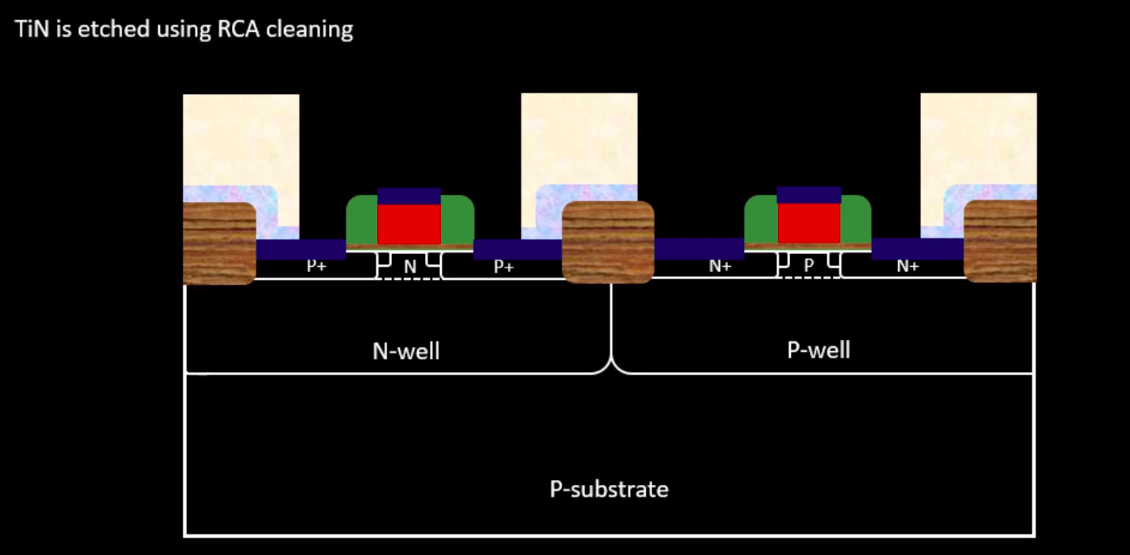 TiN is etched using RCA cleaning
P+
N
P+
N+
P
N+
N-well
P-well
P-substrate